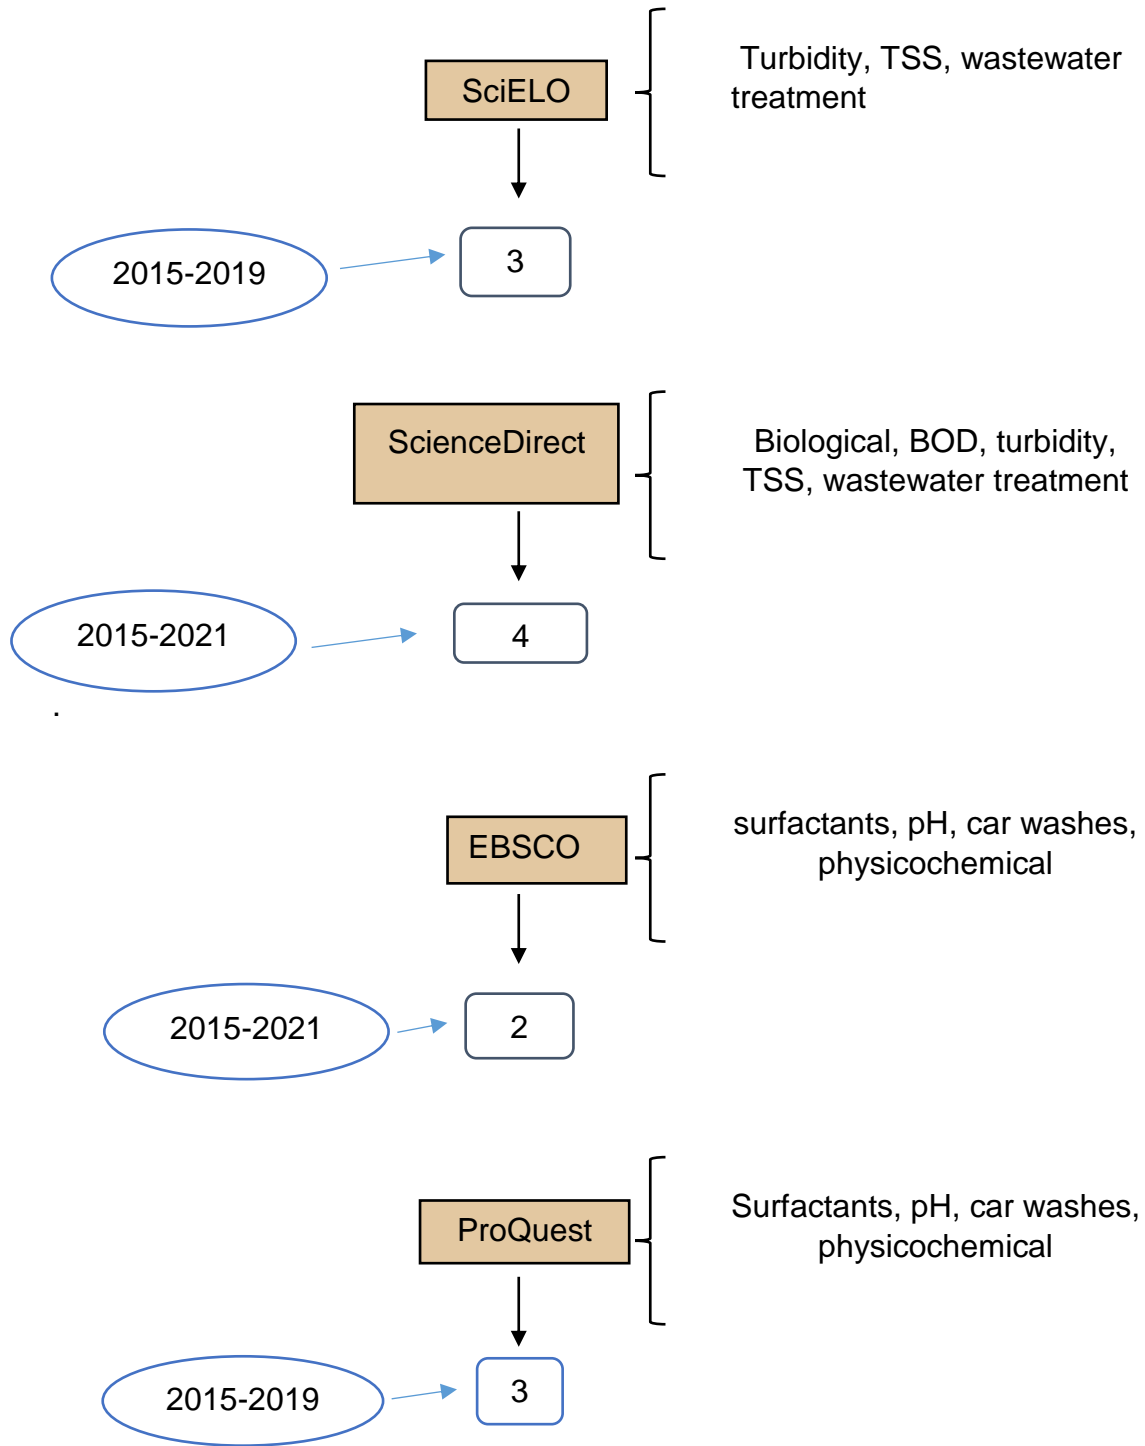 SciELO
Turbidity, TSS, wastewater
treatment
2015-2019
3
ScienceDirect
Biological, BOD, turbidity,
TSS, wastewater treatment
2015-2021
4
.
EBSCO
surfactants, pH, car washes,
physicochemical
2015-2021
2
ProQuest
Surfactants, pH, car washes,
physicochemical
2015-2019
3